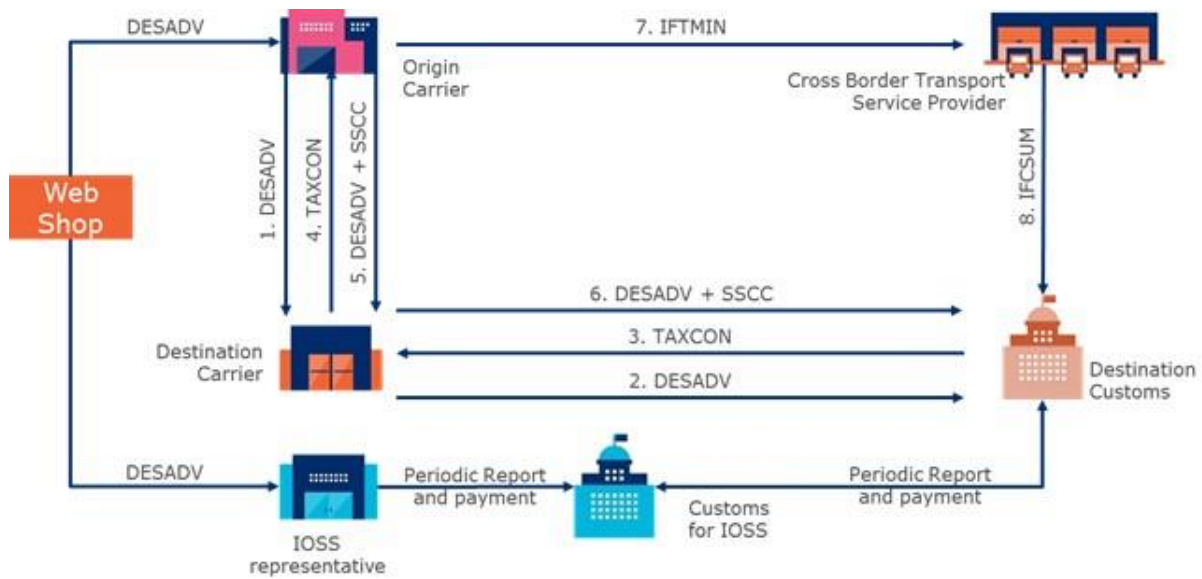 DESADV
7. IFTMIN
Origin
Carrier
Cross Border Transport
Service Provider
1. DESADV
4. TAXCON
5. DESADV + SSCC
8. IFCSUM
Web
Shop
6. DESADV + SSCC
3. TAXCON
2. DESADV
Destination
Carrier
Destination
Customs
DESADV
Periodic Report
and payment
Periodic Report
and payment
Customs
for IOSS
IOSS
representative